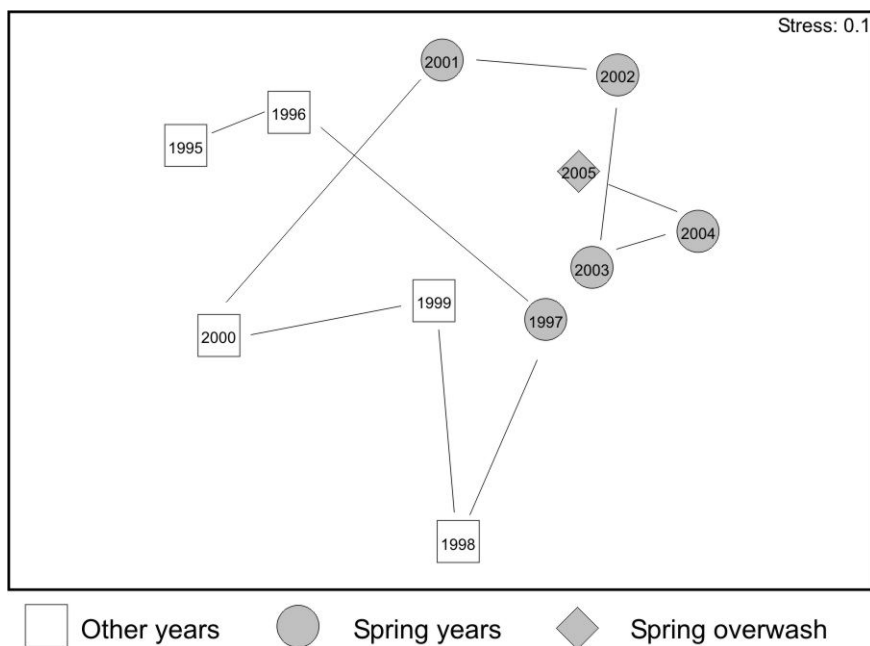 Stress: 0.1
2001
2002
1996
1995
2005
2004
2003
1999
1997
2000
1998
Other years
Spring years
Spring overwash